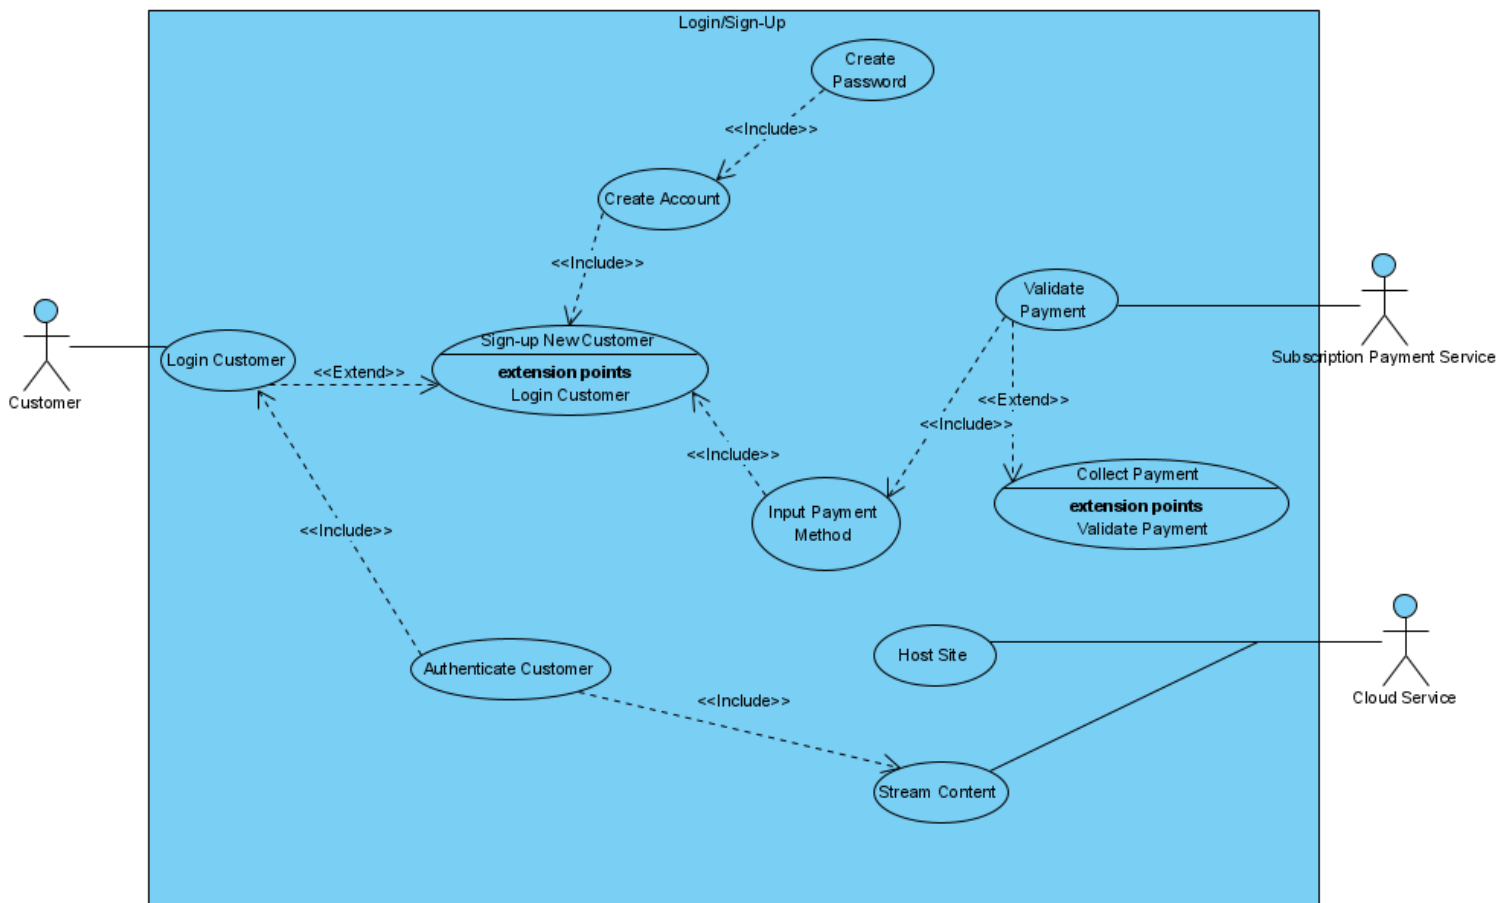 Login/Sign-Up
Create
Password
<<Include>>
Create Account
<<Include>>
Validate
Payment
Sign-up New Customer
extension points
Login Customer
Login Customer
<<Extend>>
Customer
Subscription Payment Service
<<Extend>>
<<Include>>
<<Include>>
Collect Payment
extension points
Validate Payment
Input Payment
Method
<<Include>>
Authenticate Customer
Host Site
<<Include>>
Cloud Service
Stream Content